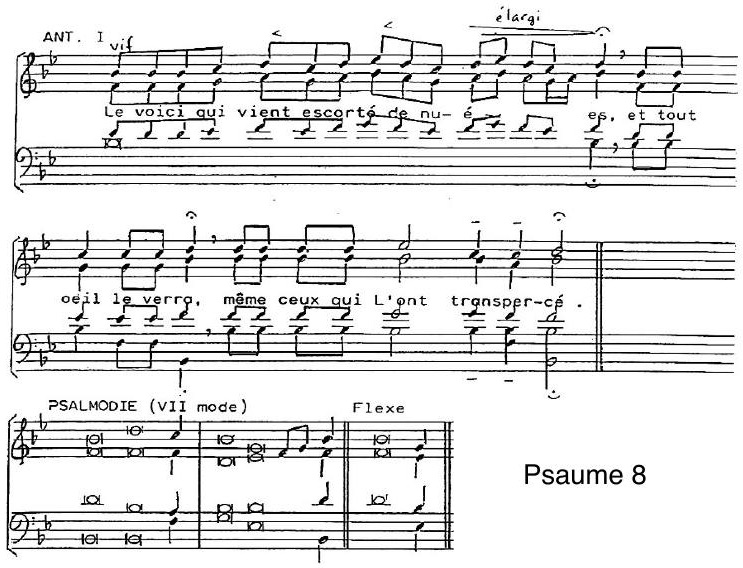 élargi
ANT. I vif
Le voici qui vient escorté de nu- é es, et tout
oeil le verra, même ceux qui L'ont transper-cé .
PSALMODIE (VII mode) Flexe
Psaume 8